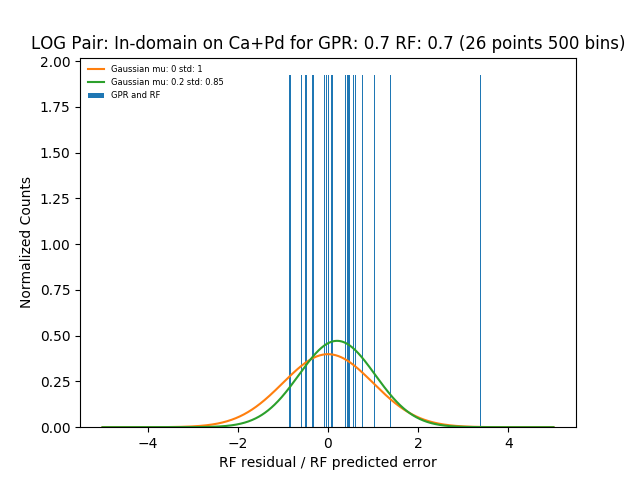 LOG Pair: In-domain on Ca+Pd for GPR: 0.7 RF: 0.7 (26 points 500 bins)
2.00
1.75
1.50
1.25
1.00
0.75
0.50
0.25
0.00
Normalized Counts
Gaussian mu: 0 std: 1
Gaussian mu: 0.2 std: 0.85
GPR and RF
−4 −2 0 2 4
RF residual / RF predicted error